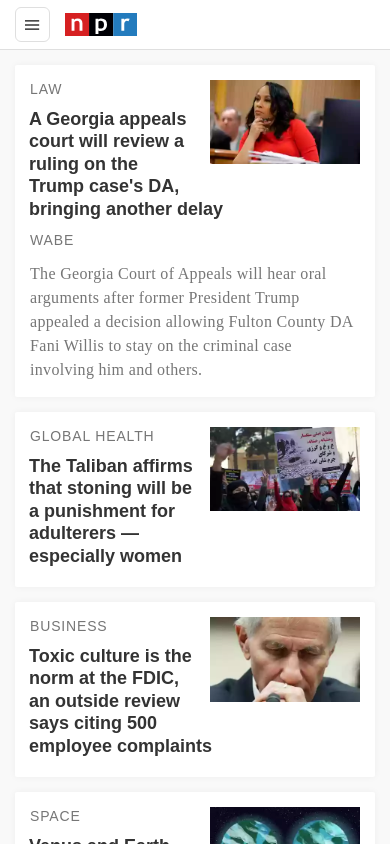 npr
LAW
A Georgia appeals
court will review a
ruling on the
Trump case's DA,
bringing another delay
WABE
The Georgia Court of Appeals will hear oral
arguments after former President Trump
appealed a decision allowing Fulton County DA
Fani Willis to stay on the criminal case
involving him and others.
GLOBAL HEALTH
The Taliban affirms
that stoning will be
a punishment for
adulterers —
especially women
BUSINESS
Toxic culture is the
norm at the FDIC,
an outside review
says citing 500
employee complaints
SPACE
Venus and Earth